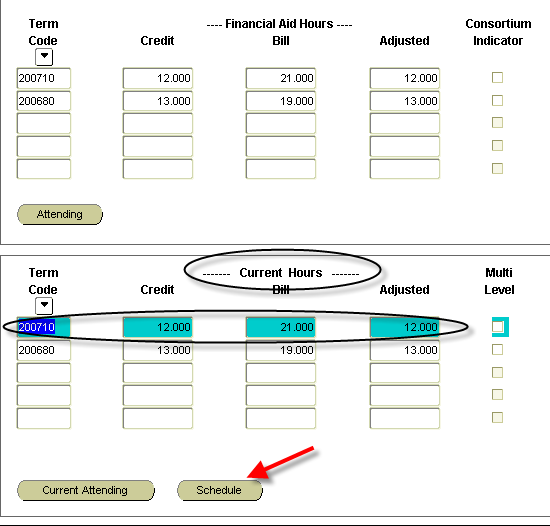 Term ---- Financial Aid Hours ---- Consortium
Code Credit Bill Adjusted Indicator
200710 12.000 21.000 12.000
200680 13.000 19.000 13.000
Attending
Term ------- Current Hours ------- Multi
Code Credit Bill Adjusted Level
200710 12.000 21.000 12.000
200680 13.000 19.000 13.000
Current Attending Schedule